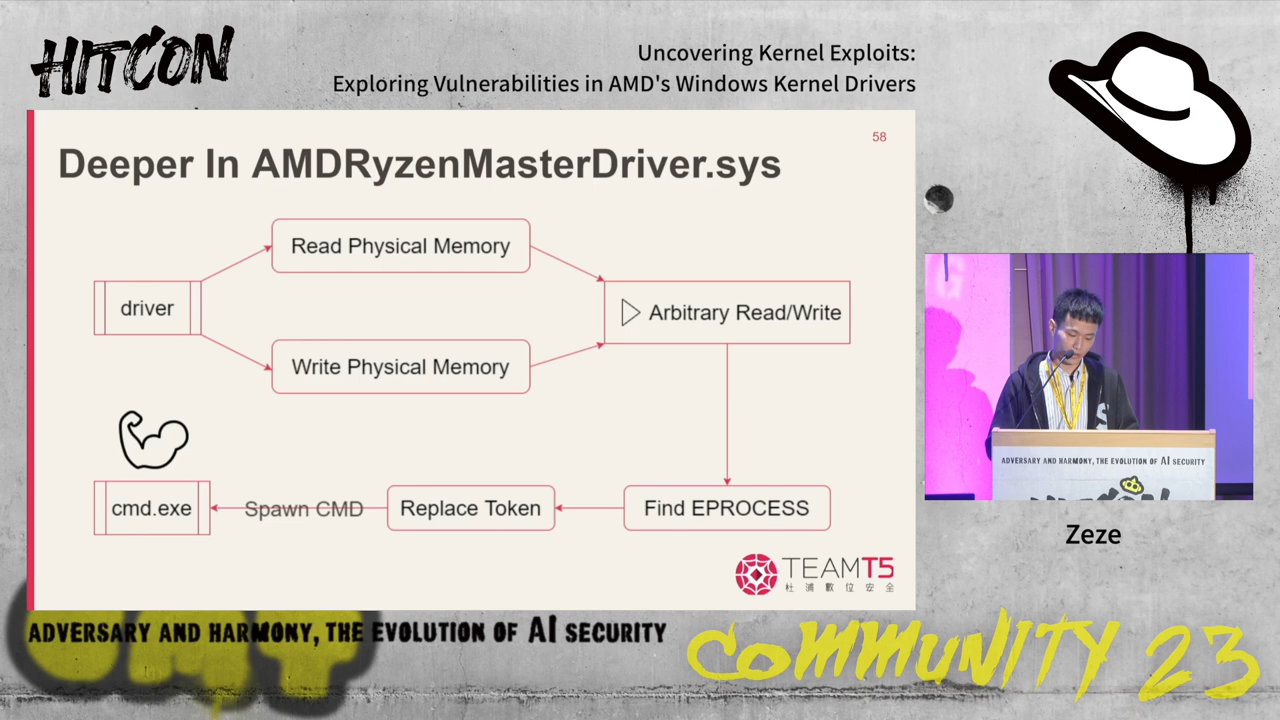 HITCON
Uncovering Kernel Exploits:
Exploring Vulnerabilities in AMD's Windows Kernel Drivers
58
Deeper In AMDRyzenMasterDriver.sys
Read Physical Memory
driver
Arbitrary Read/Write
Write Physical Memory
cmd.exe
Spawn CMD
Replace Token
Find EPROCESS
TEAMT5
杜浦數位安全
ADVERSARY AND HARMONY, THE EVOLUTION OF AI SECURITY
Zeze
ADVERSARY AND HARMONY, THE EVOLUTION OF AI SECURITY
COMMUNITY 23